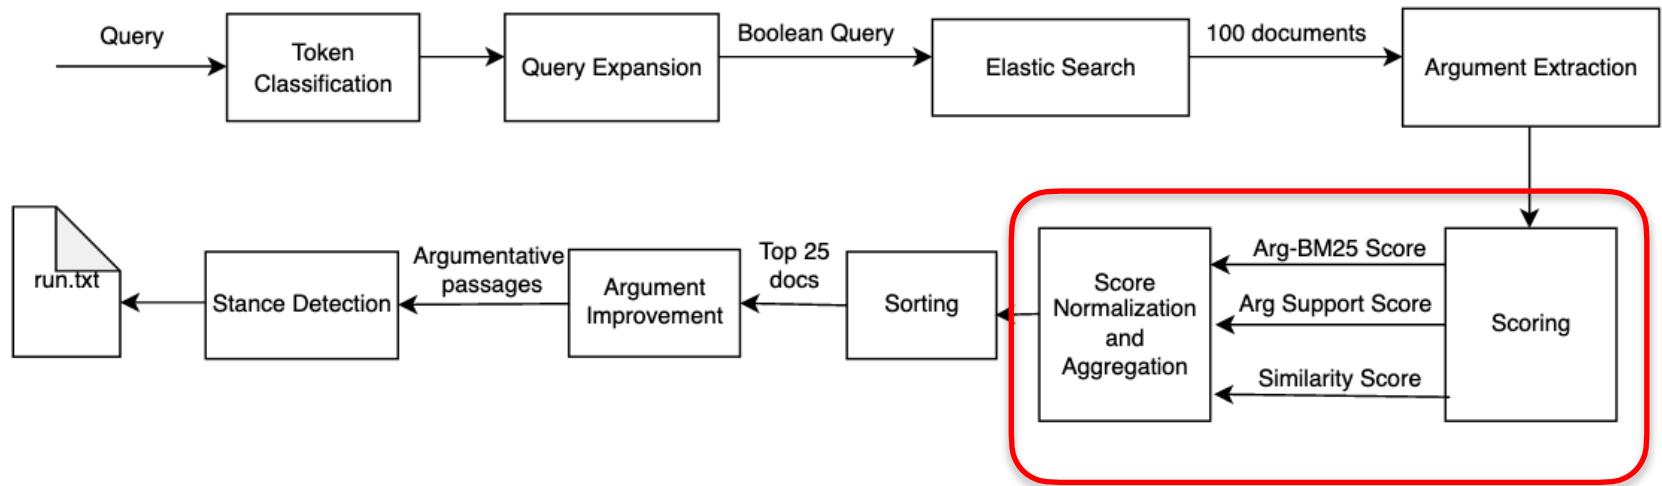 Query
Token
Classification
Query Expansion
Boolean Query
Elastic Search
100 documents
Argument Extraction
Scoring
Arg-BM25 Score
Arg Support Score
Similarity Score
Score
Normalization
and
Aggregation
Sorting
Top 25
docs
Argument
Improvement
Argumentative
passages
Stance Detection
run.txt